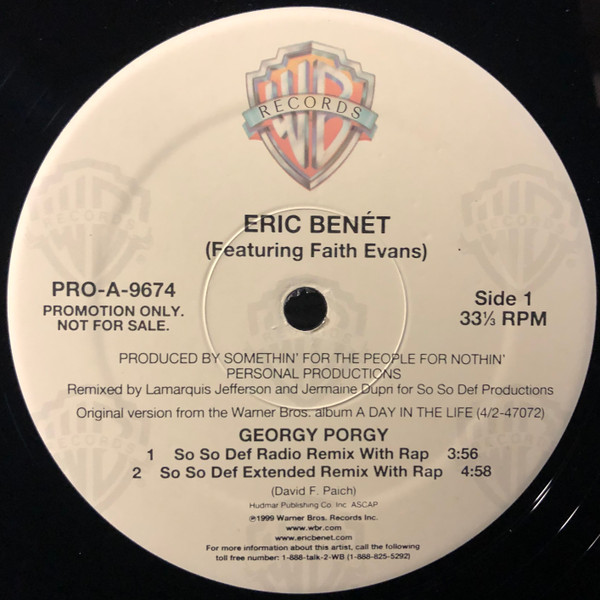 WB
RECORDS
ERIC BENÉT
(Featuring Faith Evans)
PRO-A-9674
PROMOTION ONLY.
NOT FOR SALE.
Side 1
33⅓ RPM
PRODUCED BY SOMETHIN' FOR THE PEOPLE FOR NOTHIN'
PERSONAL PRODUCTIONS
Remixed by Lamarquis Jefferson and Jermaine Dupri for So So Def Productions
Original version from the Warner Bros. album A DAY IN THE LIFE (4/2-47072)
GEORGY PORGY
1 So So Def Radio Remix With Rap 3:56
2 So So Def Extended Remix With Rap 4:58
(David F. Paich)
Hudmar Publishing Co. Inc. ASCAP
℗1999 Warner Bros. Records Inc.
www.wbr.com
www.ericbenet.com
For more information about this artist, call the following
toll free number: 1-888-talk-2-WB (1-888-825-5292)